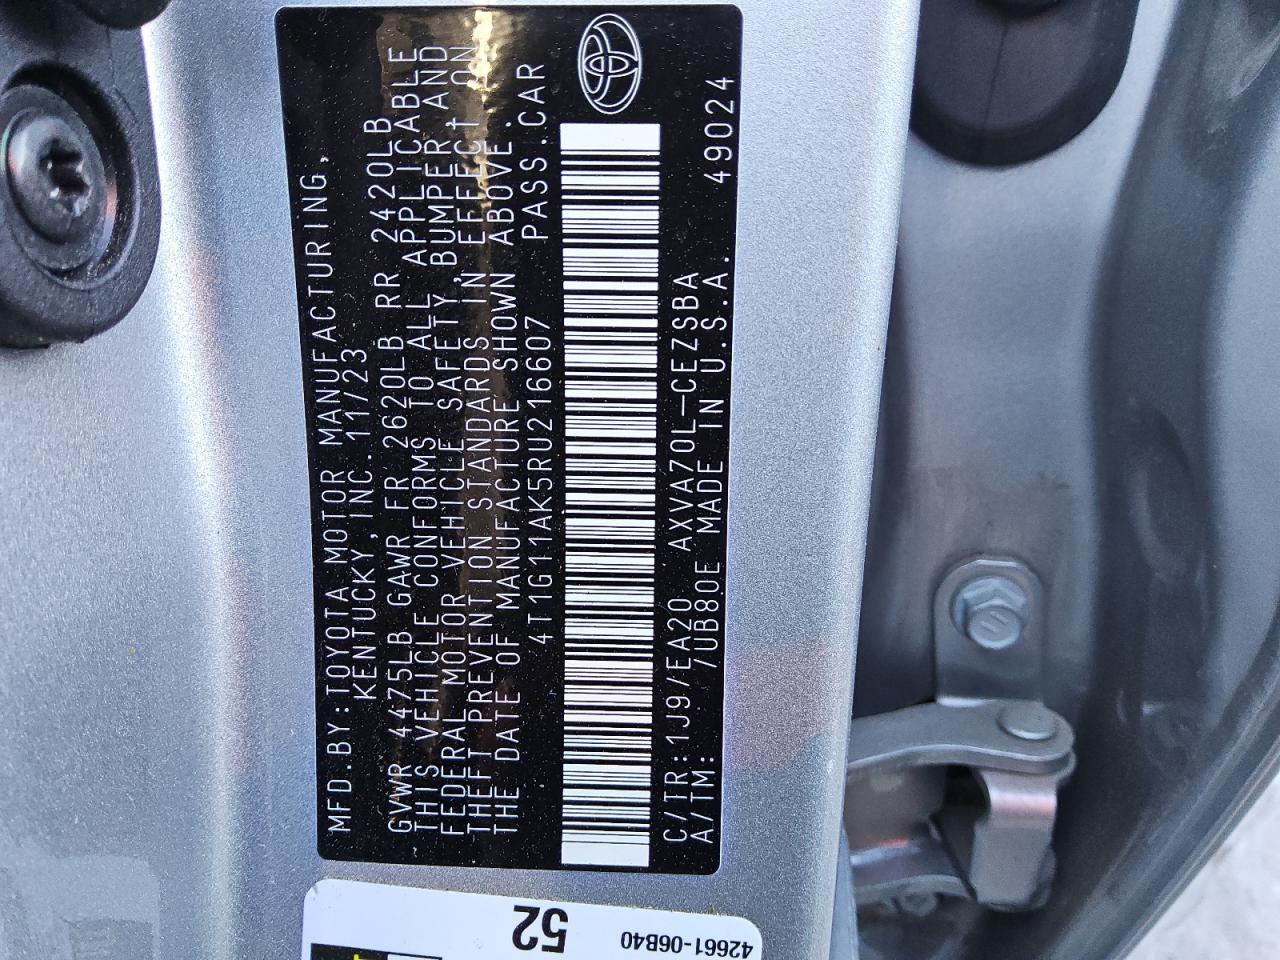 MFD.BY:TOYOTA MOTOR MANUFACTURING,
KENTUCKY,INC.11/23
GVWR 4475LB GAWR FR 2620LB RR 2420LB
THIS VEHICLE CONFORMS TO ALL APPLICABLE
FEDERAL MOTOR VEHICLE SAFETY,BUMPER AND
THEFT PREVENTION STANDARDS IN EFFECT ON
THE DATE OF MANUFACTURE SHOWN ABOVE.
4T1G11AK5RU216607 PASS.CAR
C/TR:1J9/EA20 AXVA70L-CEZSBA
A/TM: /UB80E MADE IN U.S.A. 49024
52
42661-06B40